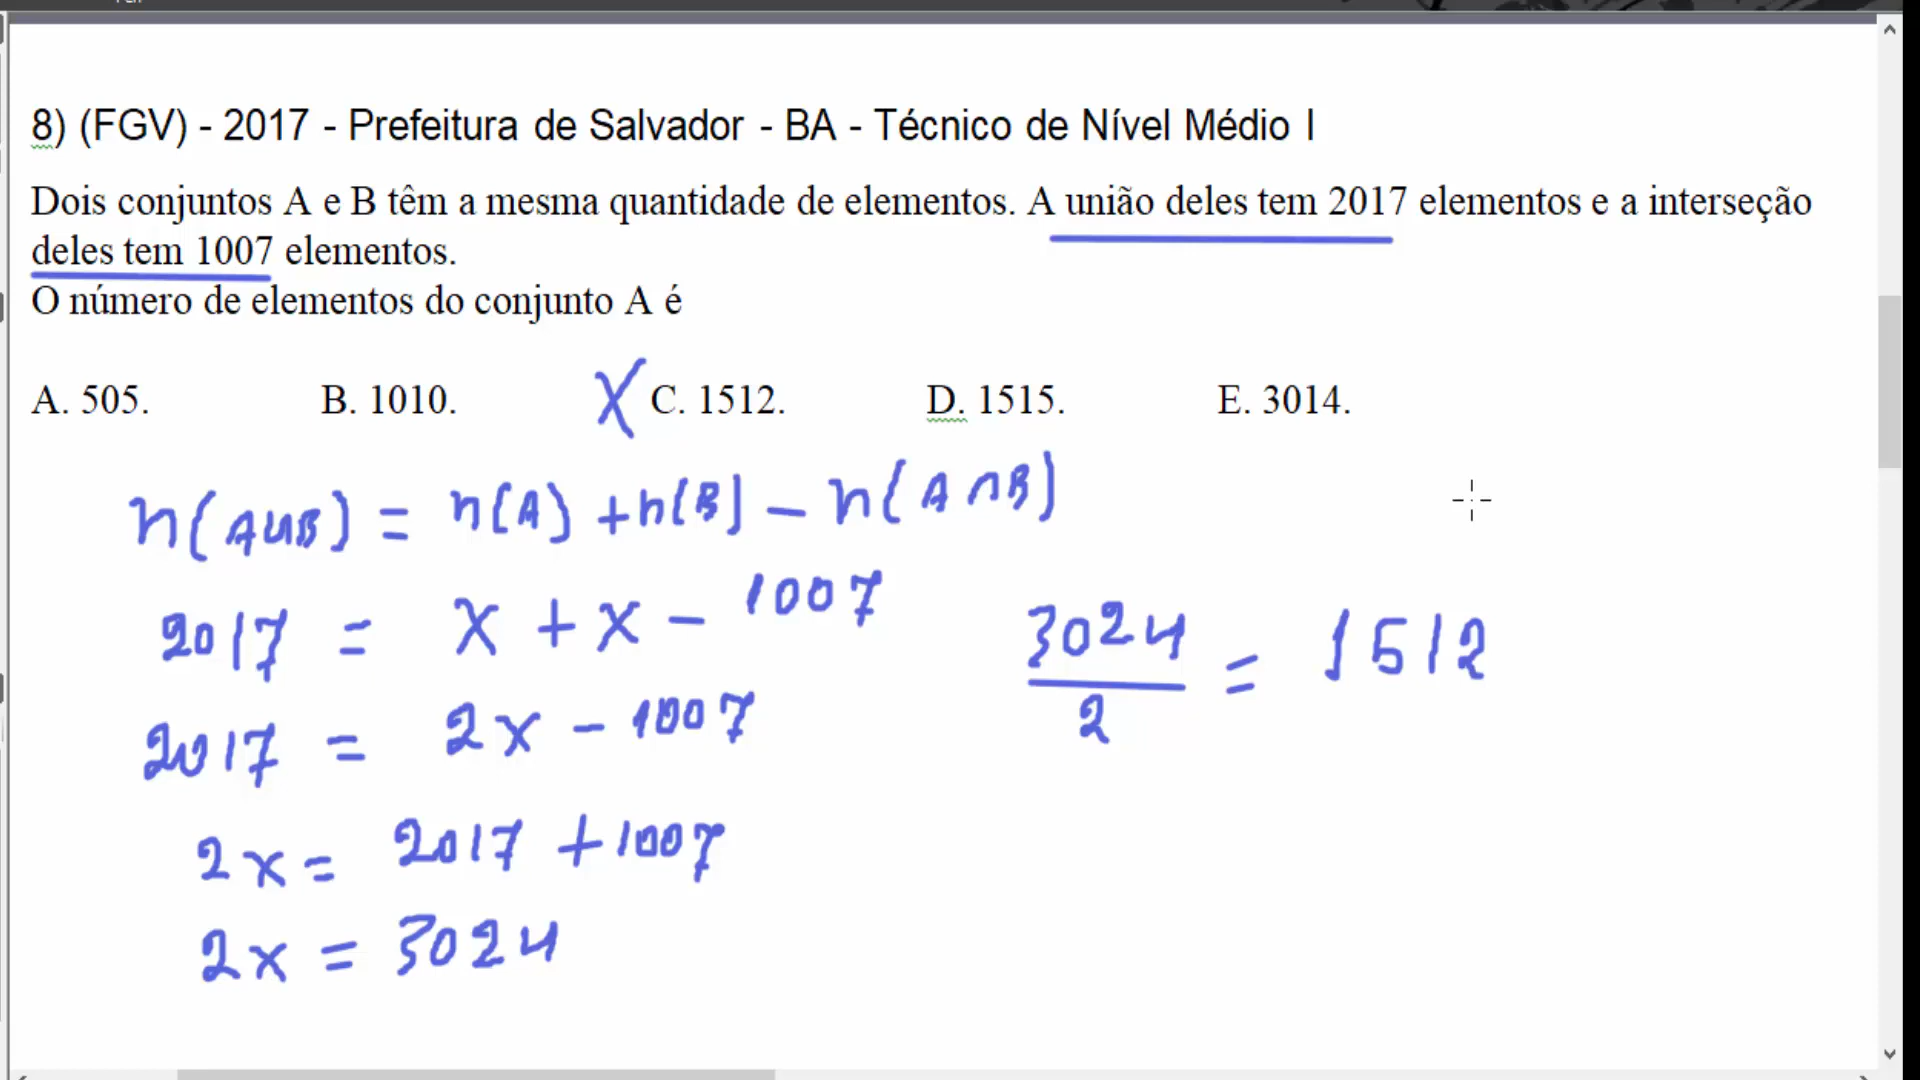 8) (FGV) - 2017 - Prefeitura de Salvador - BA - Técnico de Nível Médio I
Dois conjuntos A e B têm a mesma quantidade de elementos. A união deles tem 2017 elementos e a interseção
deles tem 1007 elementos.
O número de elementos do conjunto A é
A. 505. B. 1010. X C. 1512. D. 1515. E. 3014.
n(A∪B) = n(A) + n(B) - n(A∩B)
2017 = x + x - 1007
3024
2
= 1512
2017 = 2x - 1007
2x = 2017 + 1007
2x = 3024